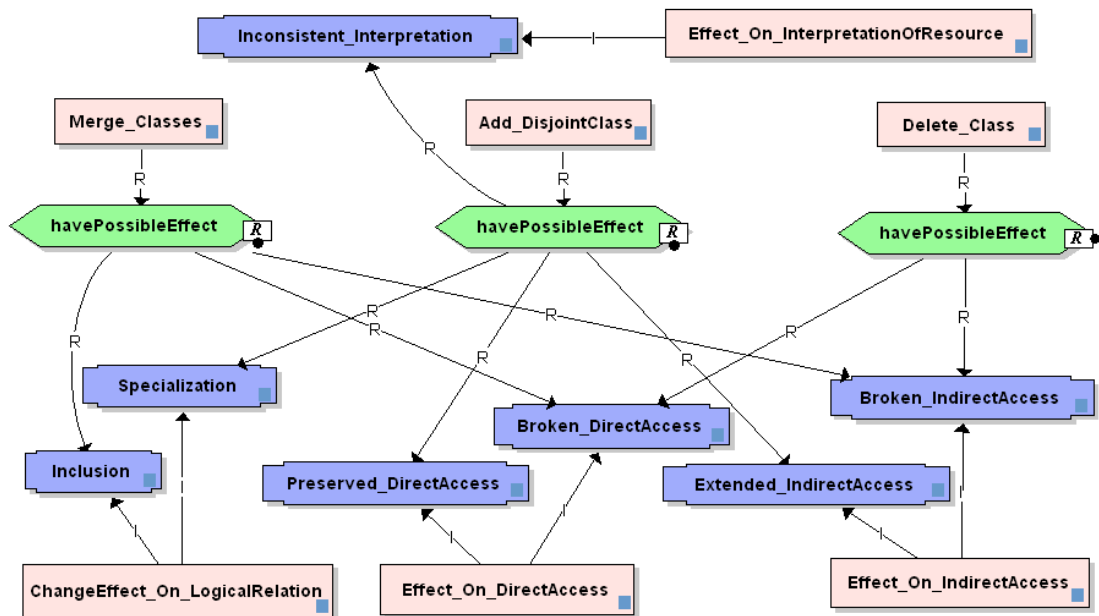 Inconsistent_Interpretation
I
Effect_On_InterpretationOfResource
Merge_Classes
Add_DisjointClass
Delete_Class
R
R
R
R
havePossibleEffect
R
havePossibleEffect
R
havePossibleEffect
R
R
R
R
R
R
R
R
R
Specialization
Broken_IndirectAccess
Broken_DirectAccess
Inclusion
Preserved_DirectAccess
Extended_IndirectAccess
I
I
I
I
I
I
ChangeEffect_On_LogicalRelation
Effect_On_DirectAccess
Effect_On_IndirectAccess